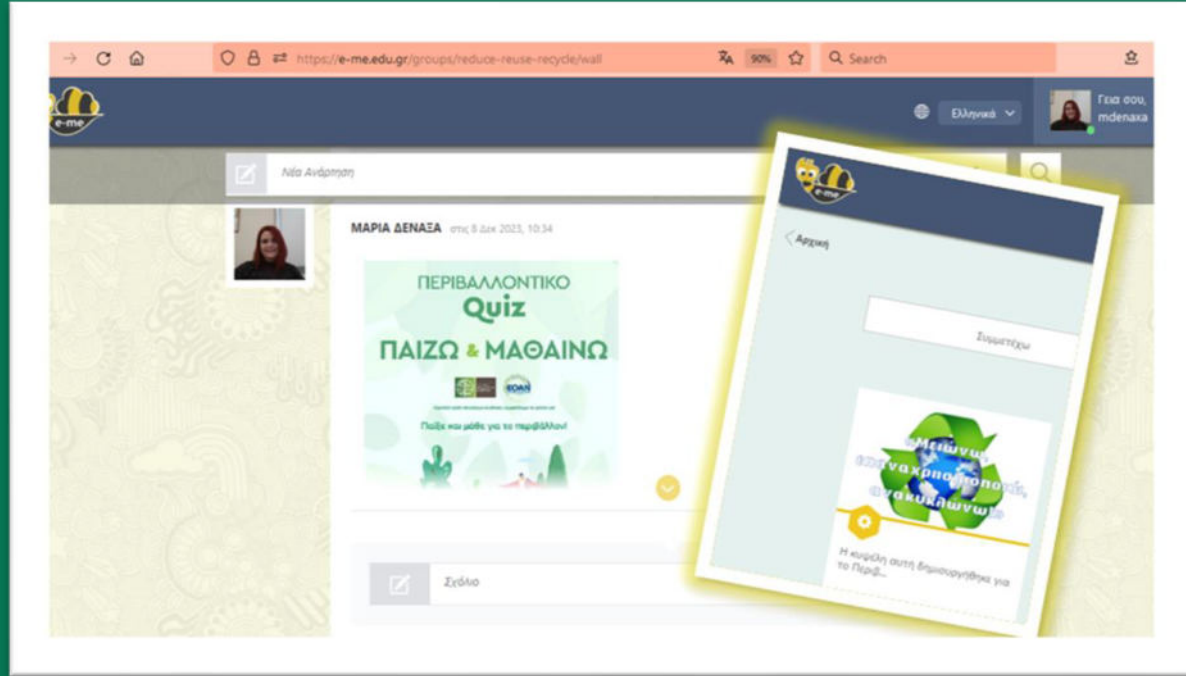 https://e-me.edu.gr/groups/reduce-reuse-recycle/wall
90%
Search
e-me
Ελληνικά
Γεια σου,
mdenaxa
Νέα Ανάρτηση
ΜΑΡΙΑ ΔΕΝΑΞΑ στις 8 Δεκ 2023, 10:34
ΠΕΡΙΒΑΛΛΟΝΤΙΚΟ
Quiz
ΠΑΙΖΩ & ΜΑΘΑΙΝΩ
ΕΟΑΝ
Παίξε και μάθε για το περιβάλλον!
Σχόλιο
e-me
Αρχική
Συμμετέχω
«Μειώνω,
επαναχρησιμοποιώ,
ανακυκλώνω!»
Η κυψέλη αυτή δημιουργήθηκε για
το Περιβ...